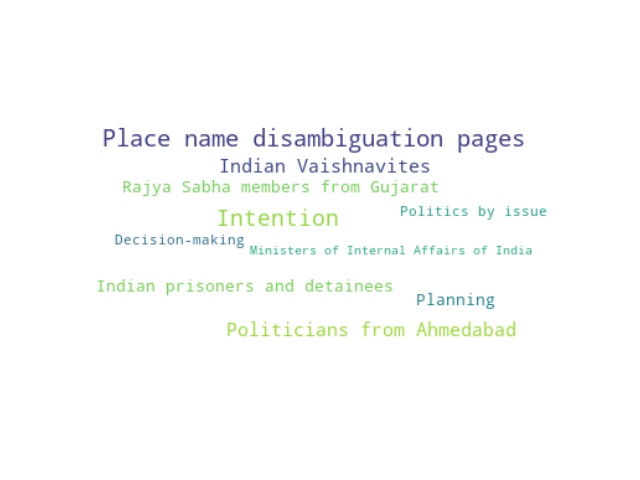 Place name disambiguation pages
Indian Vaishnavites
Rajya Sabha members from Gujarat
Intention
Politics by issue
Decision-making
Ministers of Internal Affairs of India
Indian prisoners and detainees
Planning
Politicians from Ahmedabad